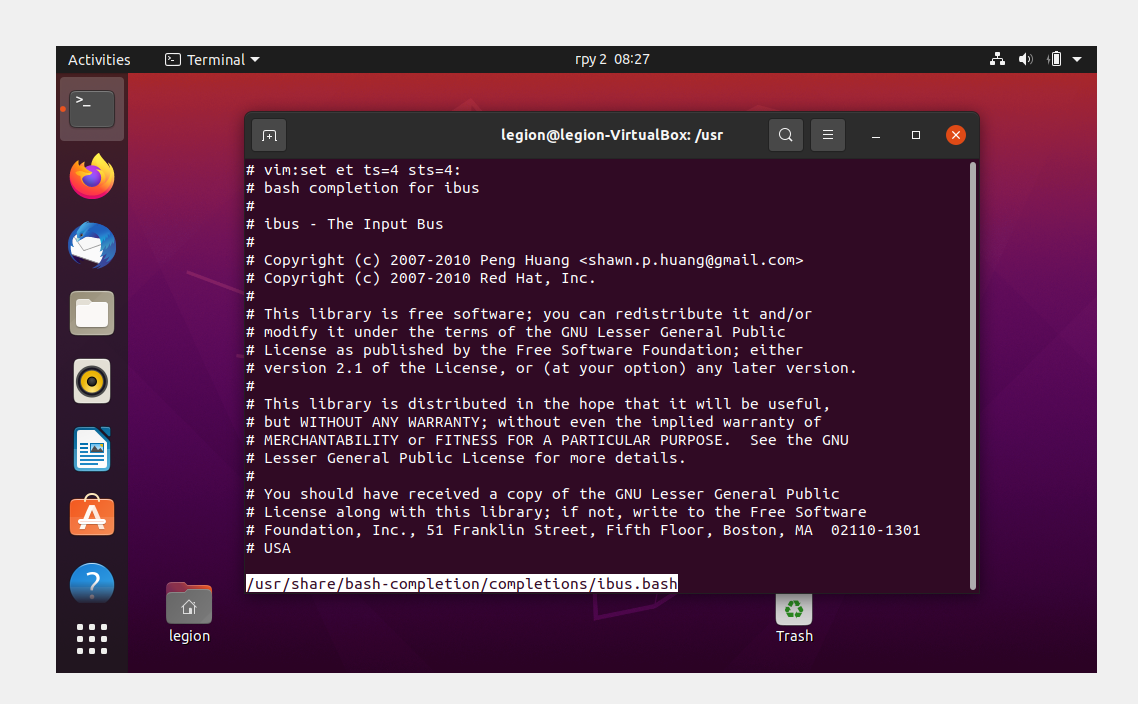 Activities
Terminal
гру 2 08:27
legion@legion-VirtualBox: /usr
# vim:set et ts=4 sts=4:
# bash completion for ibus
#
# ibus - The Input Bus
#
# Copyright (c) 2007-2010 Peng Huang <shawn.p.huang@gmail.com>
# Copyright (c) 2007-2010 Red Hat, Inc.
#
# This library is free software; you can redistribute it and/or
# modify it under the terms of the GNU Lesser General Public
# License as published by the Free Software Foundation; either
# version 2.1 of the License, or (at your option) any later version.
#
# This library is distributed in the hope that it will be useful,
# but WITHOUT ANY WARRANTY; without even the implied warranty of
# MERCHANTABILITY or FITNESS FOR A PARTICULAR PURPOSE.  See the GNU
# Lesser General Public License for more details.
#
# You should have received a copy of the GNU Lesser General Public
# License along with this library; if not, write to the Free Software
# Foundation, Inc., 51 Franklin Street, Fifth Floor, Boston, MA  02110-1301
# USA
/usr/share/bash-completion/completions/ibus.bash
legion
Trash